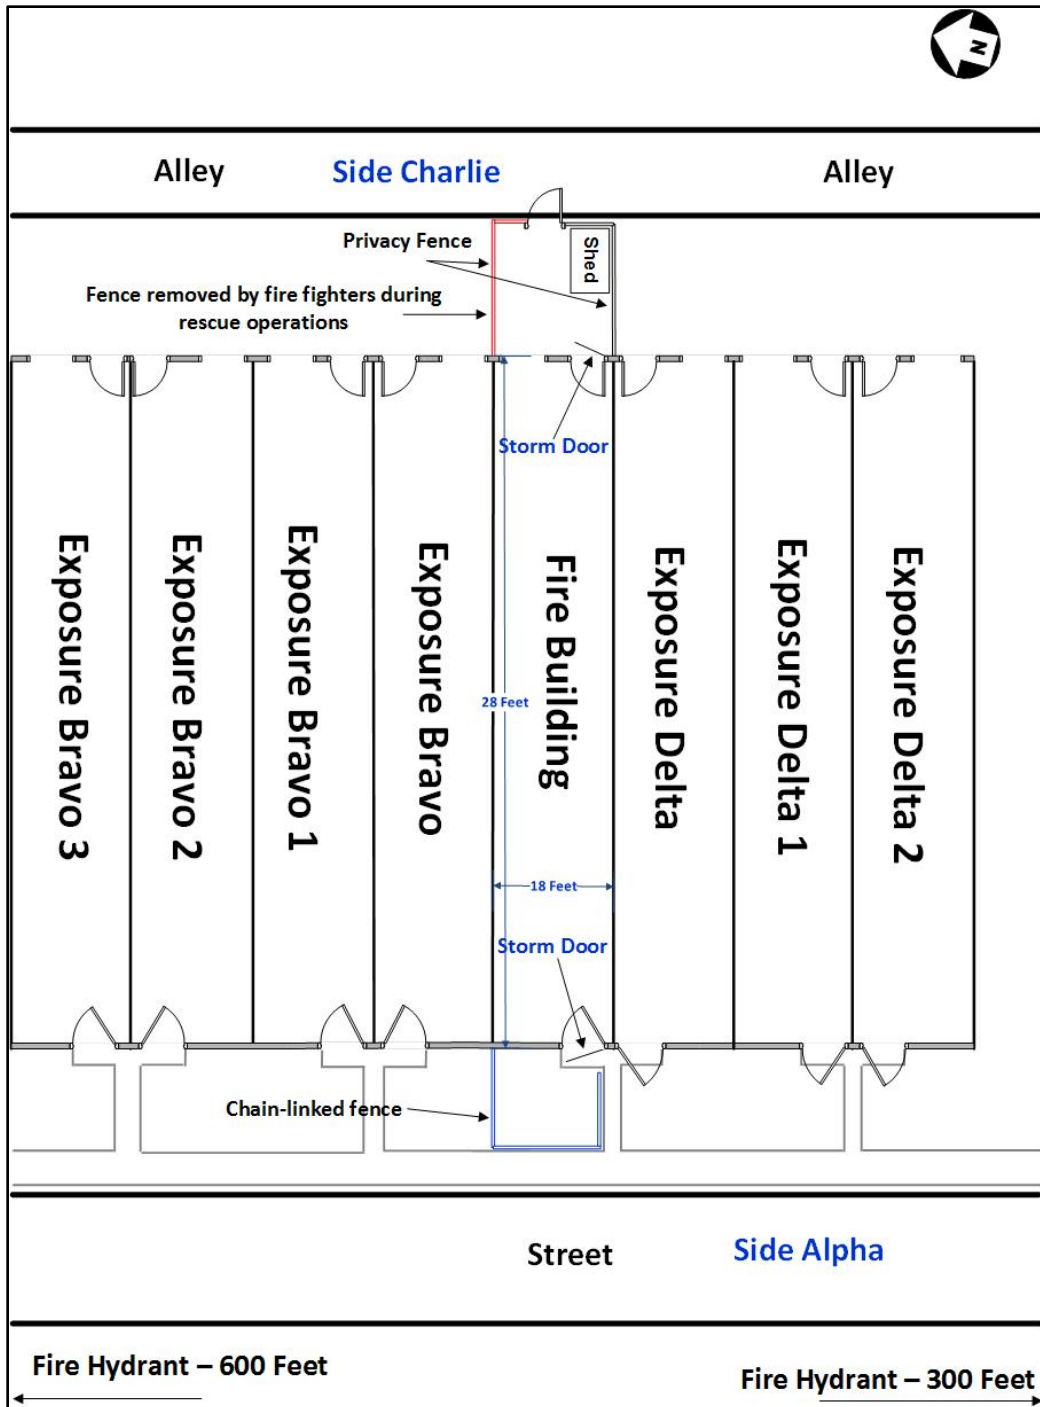 N
Alley
Side Charlie
Alley
Privacy Fence
Shed
Fence removed by fire fighters during
rescue operations
Storm Door
Exposure Bravo 3
Exposure Bravo 2
Exposure Bravo 1
Exposure Bravo
Fire Building
Exposure Delta
Exposure Delta 1
Exposure Delta 2
28 Feet
18 Feet
Storm Door
Chain-linked fence
Street
Side Alpha
Fire Hydrant – 600 Feet
Fire Hydrant – 300 Feet